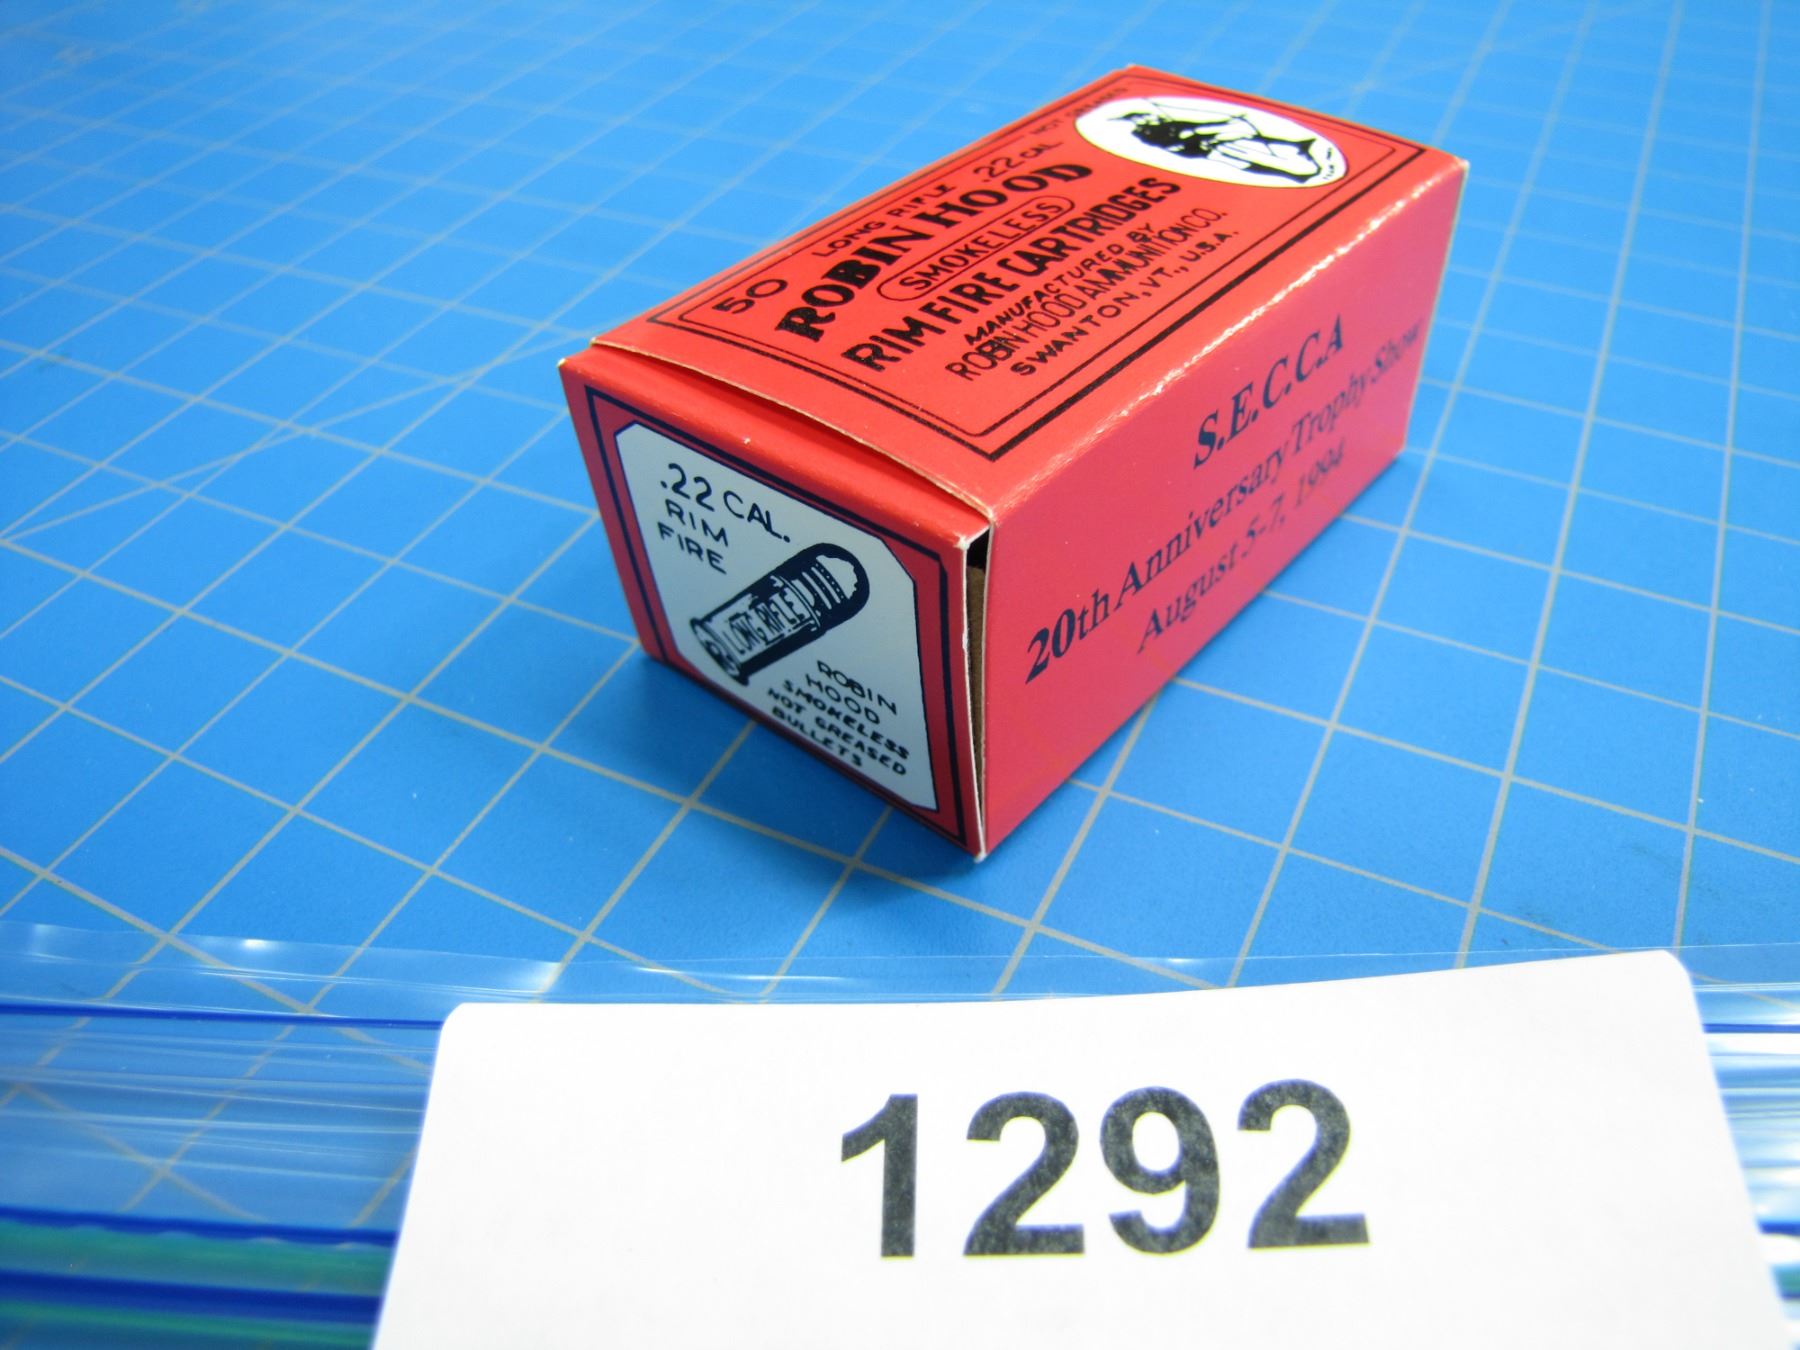 50 LONG RIFLE .22 CAL. NOT GREASED
ROBIN HOOD
SMOKELESS
RIM FIRE CARTRIDGES
MANUFACTURED BY
ROBIN HOOD AMMUNITION CO.
SWANTON, VT., U.S.A.
S.E.C.C.A
20th Anniversary Trophy Show
August 5-7, 1994
.22 CAL.
RIM
FIRE
LONG RIFLE
ROBIN
HOOD
SMOKELESS
NOT GREASED
BULLETS
1292